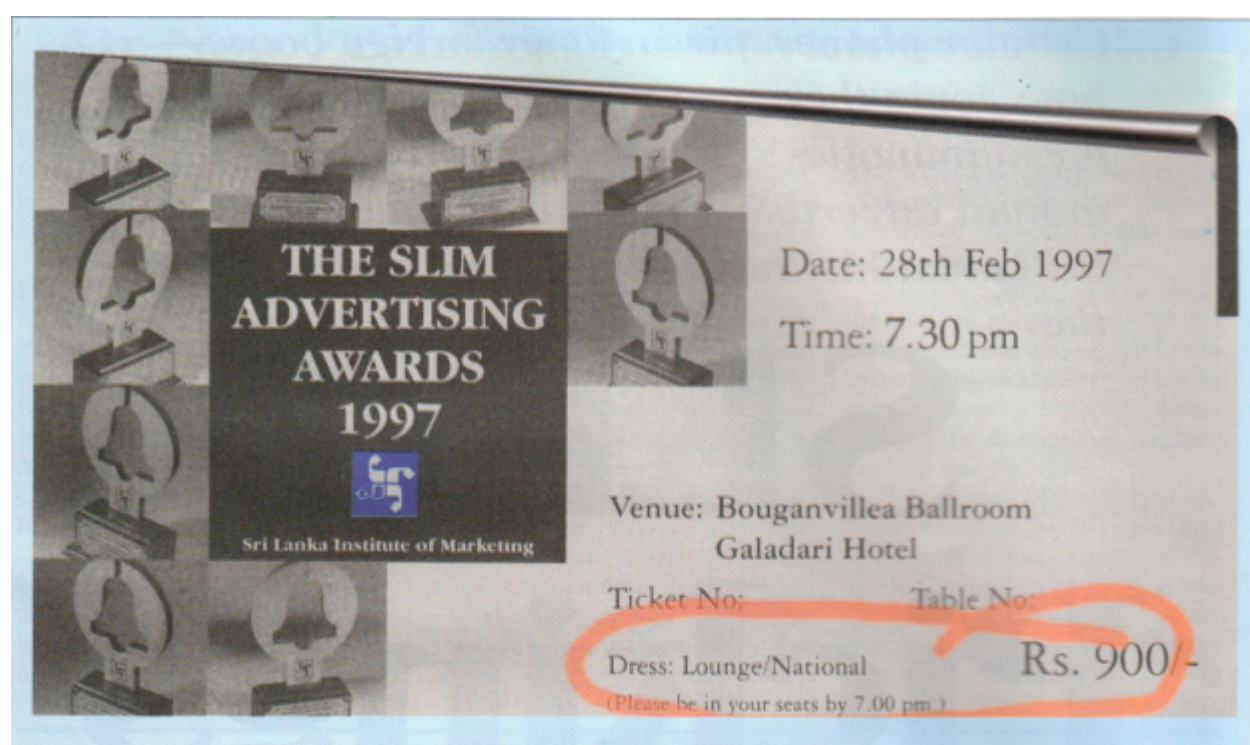 THE SLIM
ADVERTISING
AWARDS
1997
Sri Lanka Institute of Marketing
Date: 28th Feb 1997
Time: 7.30 pm
Venue: Bouganvillea Ballroom
Galadari Hotel
Ticket No: Table No:
Dress: Lounge/National Rs. 900/-
(Please be in your seats by 7.00 pm.)